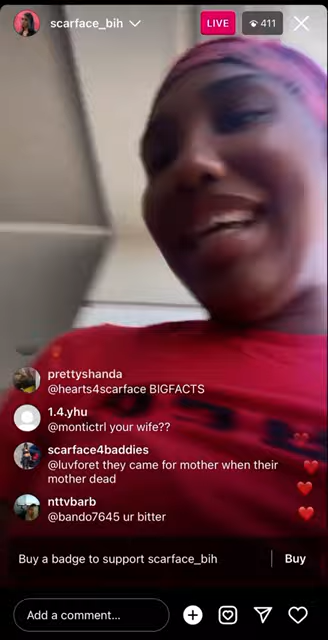 scarface_bih
LIVE
411
prettyshanda
@hearts4scarface BIGFACTS
1.4.yhu
@montictrl your wife??
scarface4baddies
@luvforet they came for mother when their
mother dead
nttvbarb
@bando7645 ur bitter
Buy a badge to support scarface_bih
Buy
Add a comment...